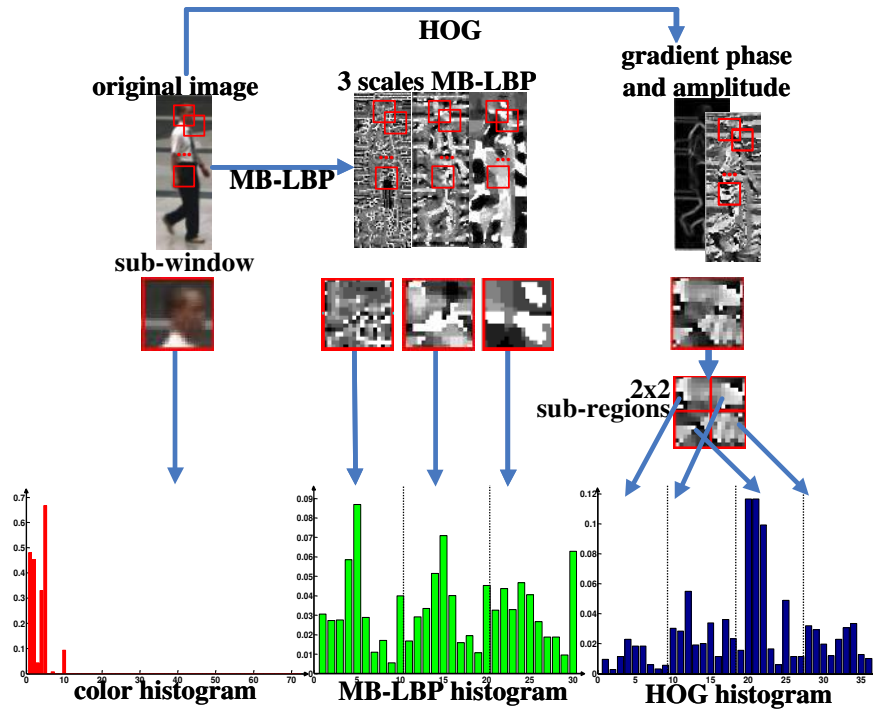 HOG
original image
3 scales MB-LBP
gradient phase
and amplitude
MB-LBP
sub-window
2x2
sub-regions
0.7
0.6
0.5
0.4
0.3
0.2
0.1
0
0 10 20 30 40 50 60 70
color histogram
0.09
0.08
0.07
0.06
0.05
0.04
0.03
0.02
0.01
0
0 5 10 15 20 25 30
MB-LBP histogram
0.12
0.1
0.08
0.06
0.04
0.02
0
0 5 10 15 20 25 30 35
HOG histogram